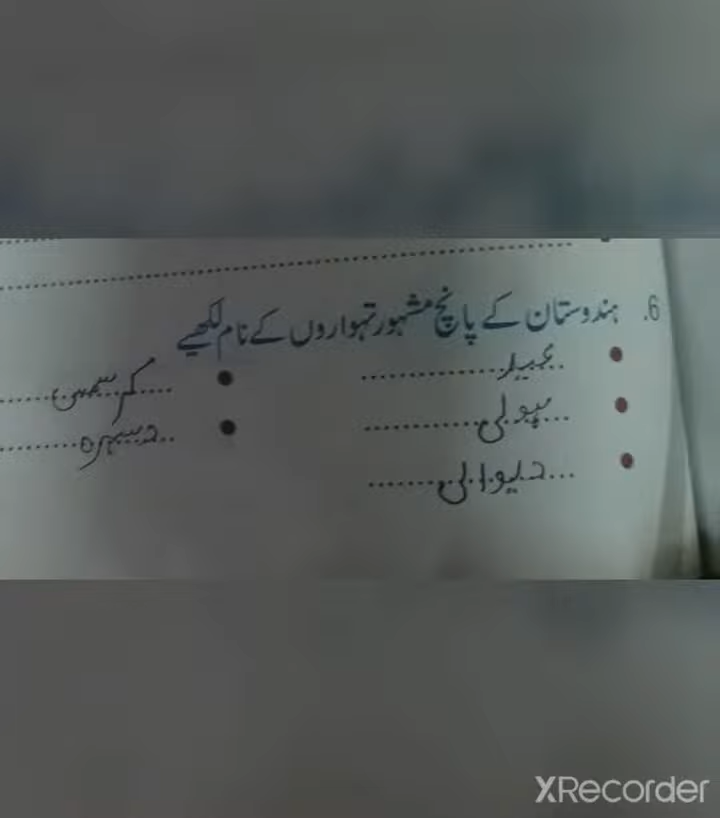 6. ہندوستان کے پانچ مشہور تہواروں کے نام لکھیے
عید
ہولی
دیوالی
کرسمس
دسہرہ
XRecorder